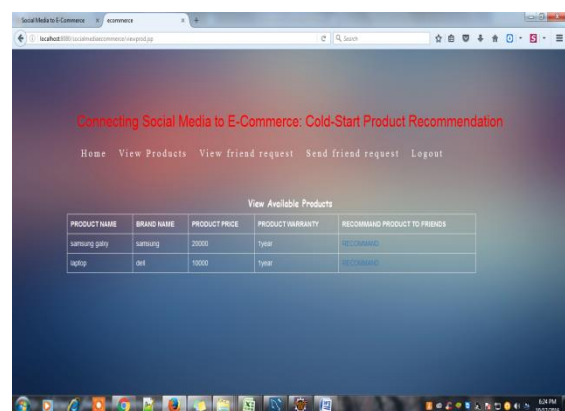 Social Media to E-Commerce
ecommerce
localhost:8080/socialmediaecommerce/viewprod.jsp
Search
Connecting Social Media to E-Commerce: Cold-Start Product Recommendation
Home View Products View friend request Send friend request Logout
View Available Products
PRODUCT NAME BRAND NAME PRODUCT PRICE PRODUCT WARRANTY RECOMMAND PRODUCT TO FRIENDS
samsung galxy samsung 20000 1year RECOMMAND
laptop dell 10000 1year RECOMMAND
6:24 PM